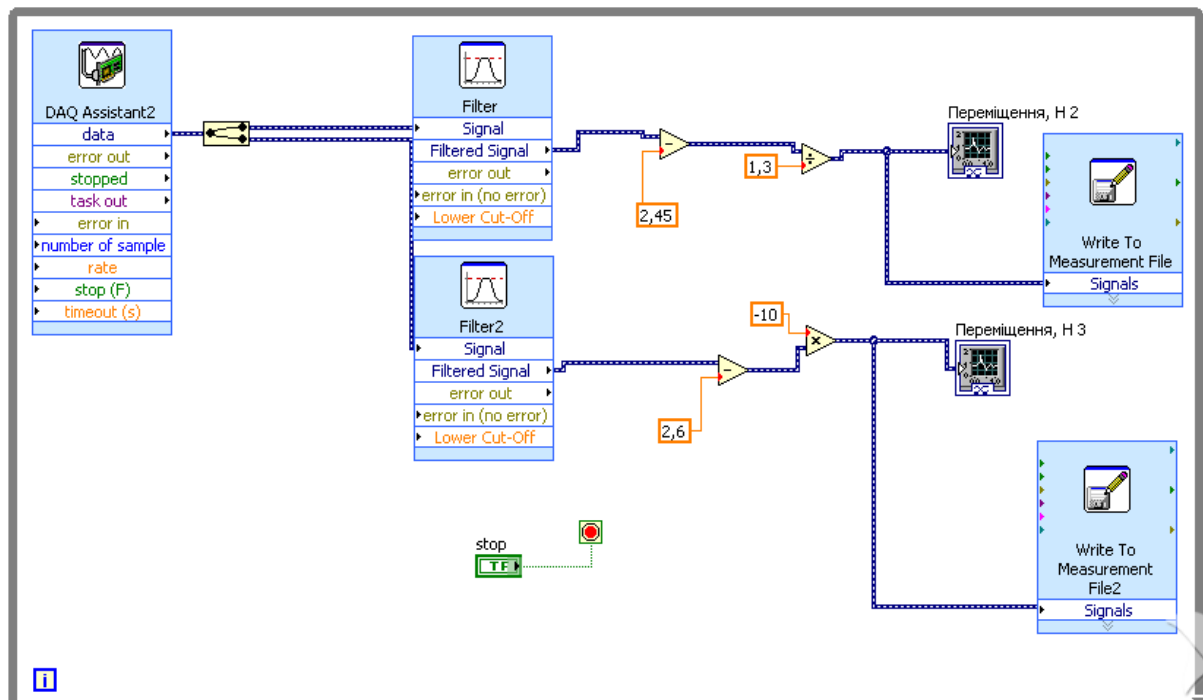 DAQ Assistant2
data
error out
stopped
task out
error in
number of sample
rate
stop (F)
timeout (s)
Filter
Signal
Filtered Signal
error out
error in (no error)
Lower Cut-Off
Filter2
Signal
Filtered Signal
error out
error in (no error)
Lower Cut-Off
2,45
1,3
Переміщення, Н 2
Write To
Measurement File
Signals
-10
2,6
Переміщення, Н 3
Write To
Measurement
File2
Signals
stop
TF
i